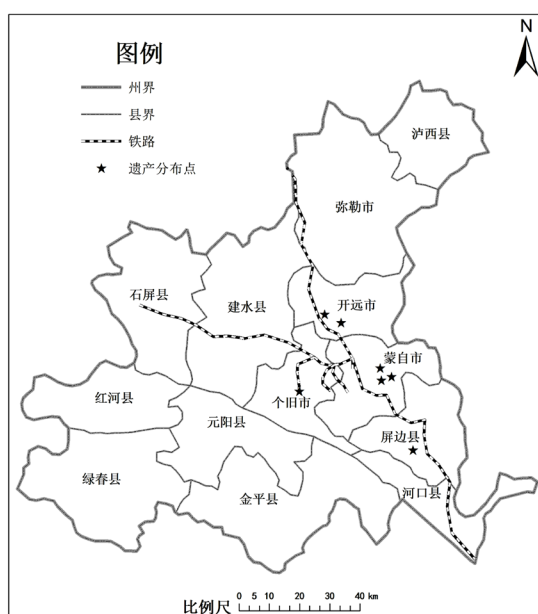 N
图例
州界
县界
铁路
遗产分布点
泸西县
弥勒市
石屏县
建水县
开远市
蒙自市
红河县
元阳县
个旧市
屏边县
绿春县
金平县
河口县
比例尺 0 5 10 20 30 40 km